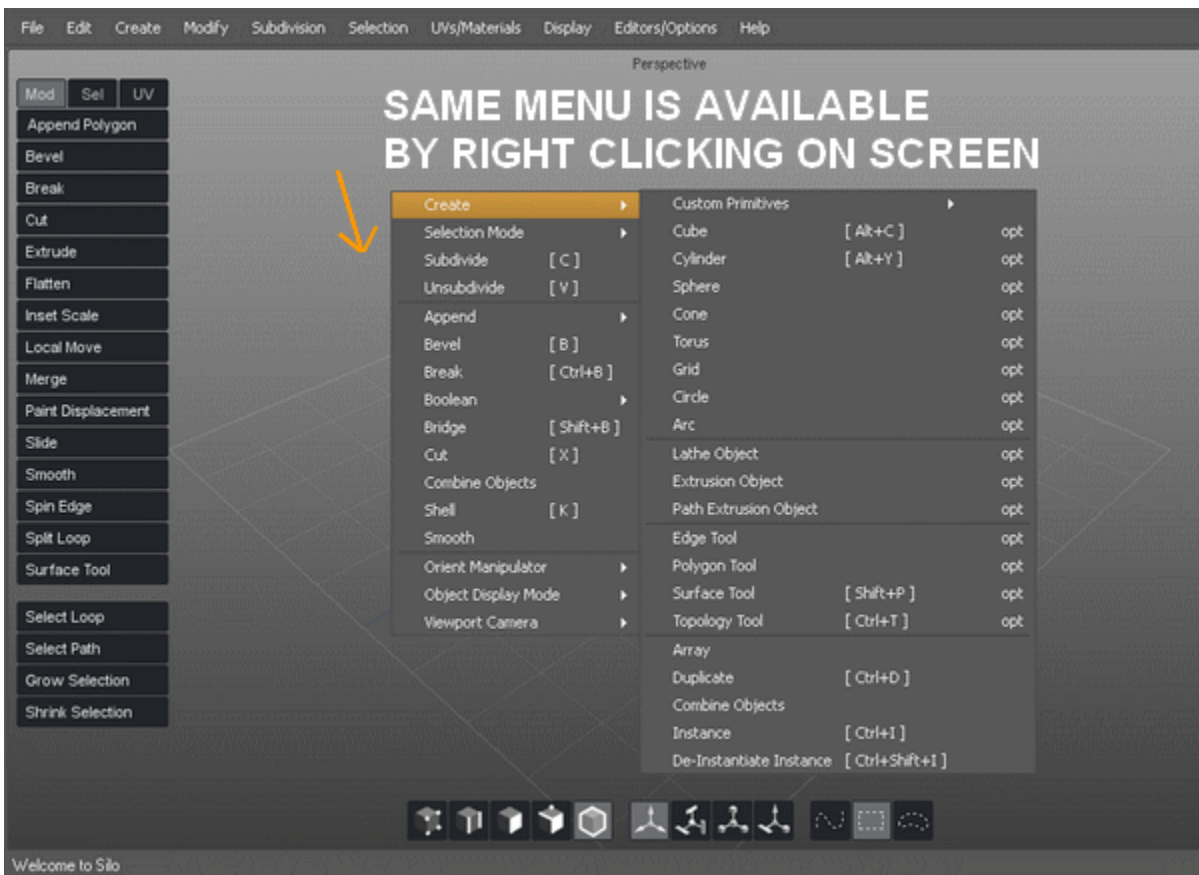 File Edit Create Modify Subdivision Selection UVs/Materials Display Editors/Options Help
Perspective
Mod Sel UV
Append Polygon
Bevel
Break
Cut
Extrude
Flatten
Inset Scale
Local Move
Merge
Paint Displacement
Slide
Smooth
Spin Edge
Split Loop
Surface Tool
Select Loop
Select Path
Grow Selection
Shrink Selection
SAME MENU IS AVAILABLE
BY RIGHT CLICKING ON SCREEN
Create
Selection Mode
Subdivide [ C ]
Unsubdivide [ V ]
Append
Bevel [ B ]
Break [ Ctrl+B ]
Boolean
Bridge [ Shift+B ]
Cut [ X ]
Combine Objects
Shell [ K ]
Smooth
Orient Manipulator
Object Display Mode
Viewport Camera
Custom Primitives
Cube [ Alt+C ] opt
Cylinder [ Alt+Y ] opt
Sphere opt
Cone opt
Torus opt
Grid opt
Circle opt
Arc opt
Lathe Object opt
Extrusion Object opt
Path Extrusion Object opt
Edge Tool opt
Polygon Tool opt
Surface Tool [ Shift+P ] opt
Topology Tool [ Ctrl+T ] opt
Array
Duplicate [ Ctrl+D ]
Combine Objects
Instance [ Ctrl+I ]
De-Instantiate Instance [ Ctrl+Shift+I ]
Welcome to Silo